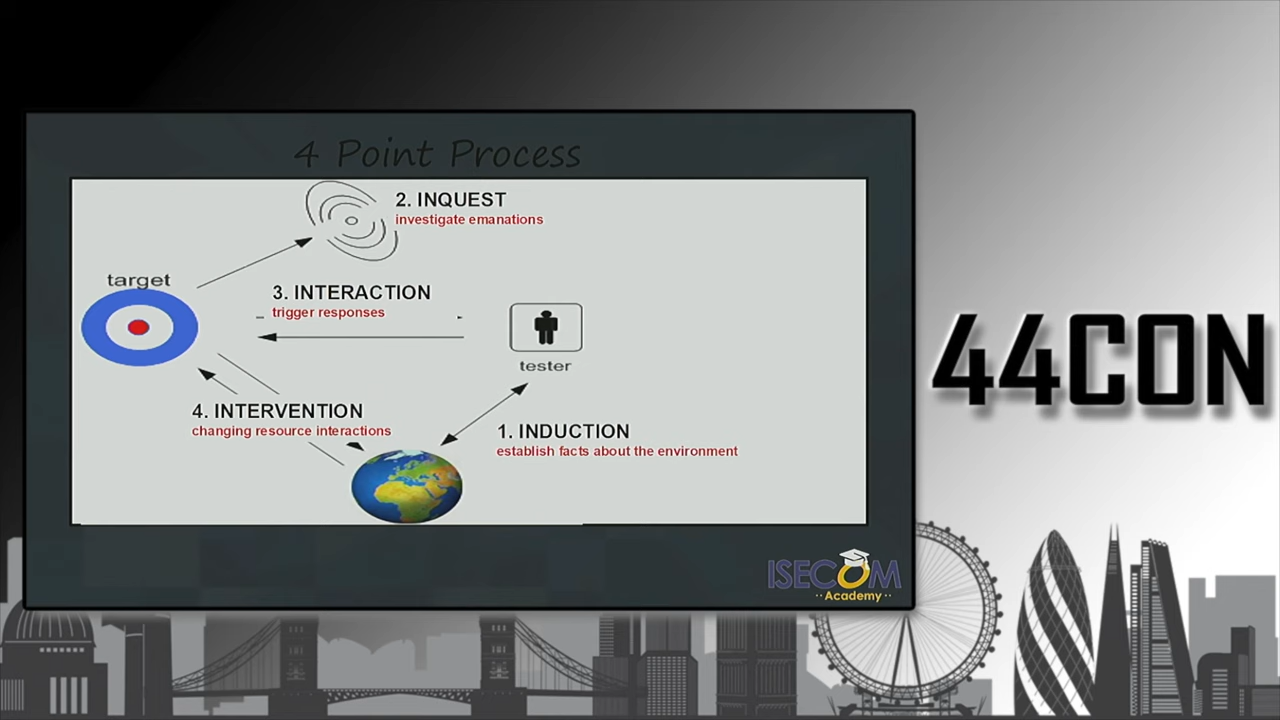 4 Point Process
2. INQUEST
investigate emanations
target
3. INTERACTION
trigger responses
tester
4. INTERVENTION
changing resource interactions
1. INDUCTION
establish facts about the environment
44CON
ISECOM
Academy